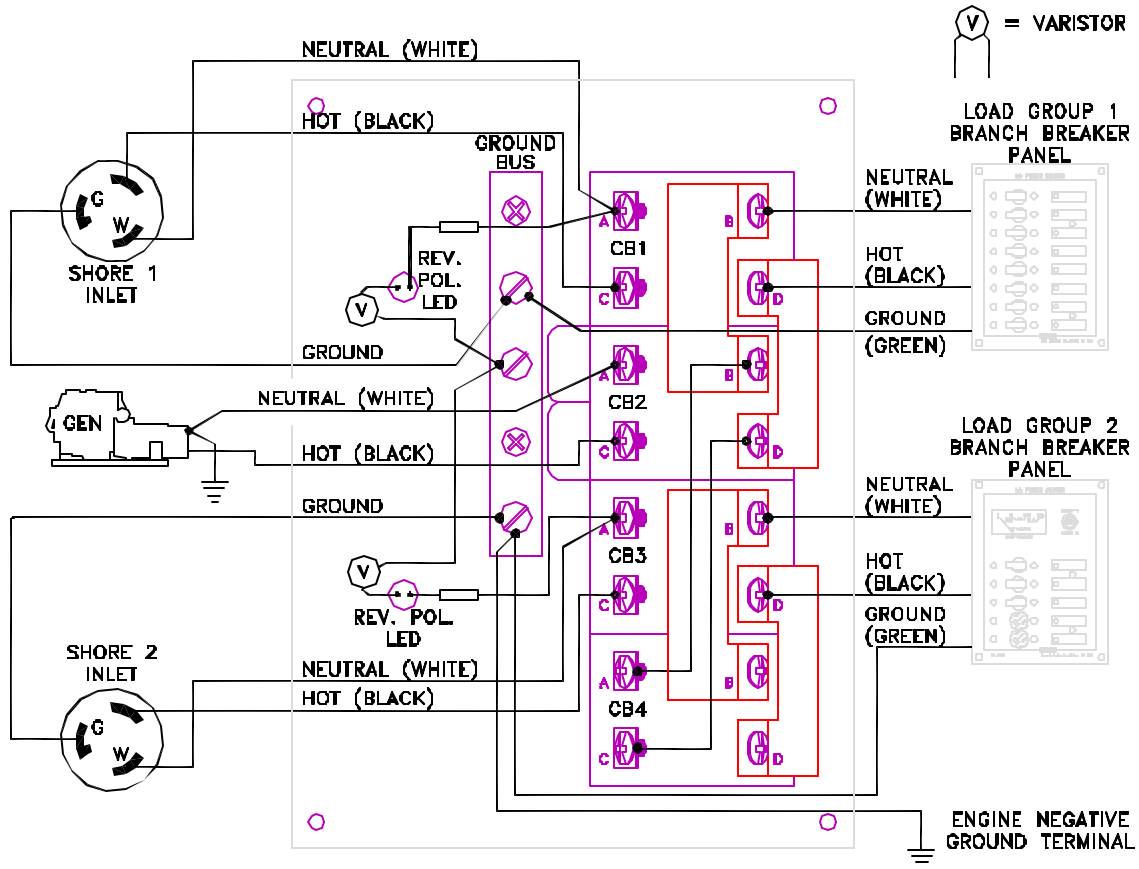 V = VARISTOR
NEUTRAL (WHITE)
HOT (BLACK)
GROUND
BUS
LOAD GROUP 1
BRANCH BREAKER
PANEL
G
W
SHORE 1
INLET
NEUTRAL
(WHITE)
A
B
CB1
REV.
POL.
LED
HOT
(BLACK)
C
D
V
GROUND
(GREEN)
GROUND
A
B
CB2
NEUTRAL (WHITE)
GEN
HOT (BLACK)
C
D
LOAD GROUP 2
BRANCH BREAKER
PANEL
NEUTRAL
(WHITE)
GROUND
A
B
CB3
V
HOT
(BLACK)
C
D
REV. POL.
LED
GROUND
(GREEN)
SHORE 2
INLET
NEUTRAL (WHITE)
A
B
HOT (BLACK)
CB4
G
W
C
D
ENGINE NEGATIVE
GROUND TERMINAL